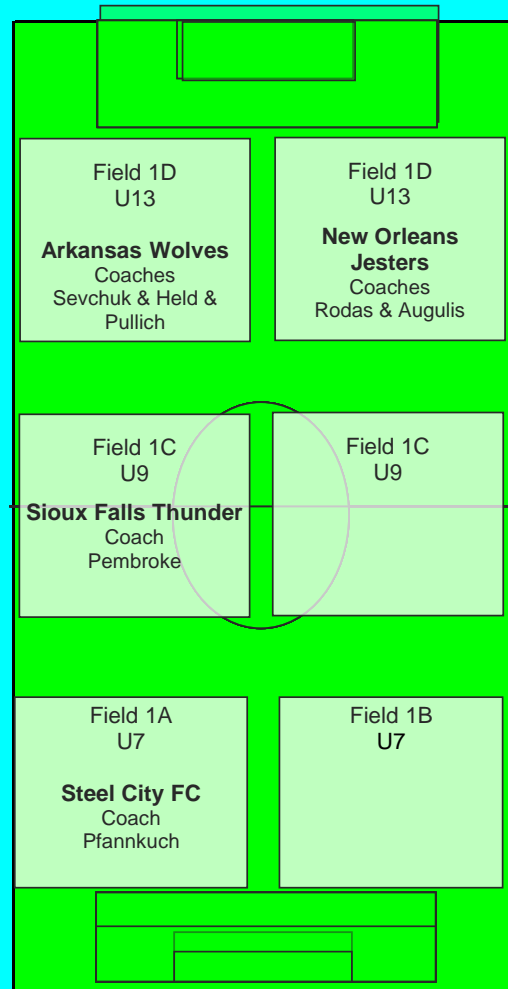 Field 1D
U13
Arkansas Wolves
Coaches
Sevchuk & Held &
Pullich
Field 1D
U13
New Orleans
Jesters
Coaches
Rodas & Augulis
Field 1C
U9
Sioux Falls Thunder
Coach
Pembroke
Field 1C
U9
Field 1A
U7
Steel City FC
Coach
Pfannkuch
Field 1B
U7